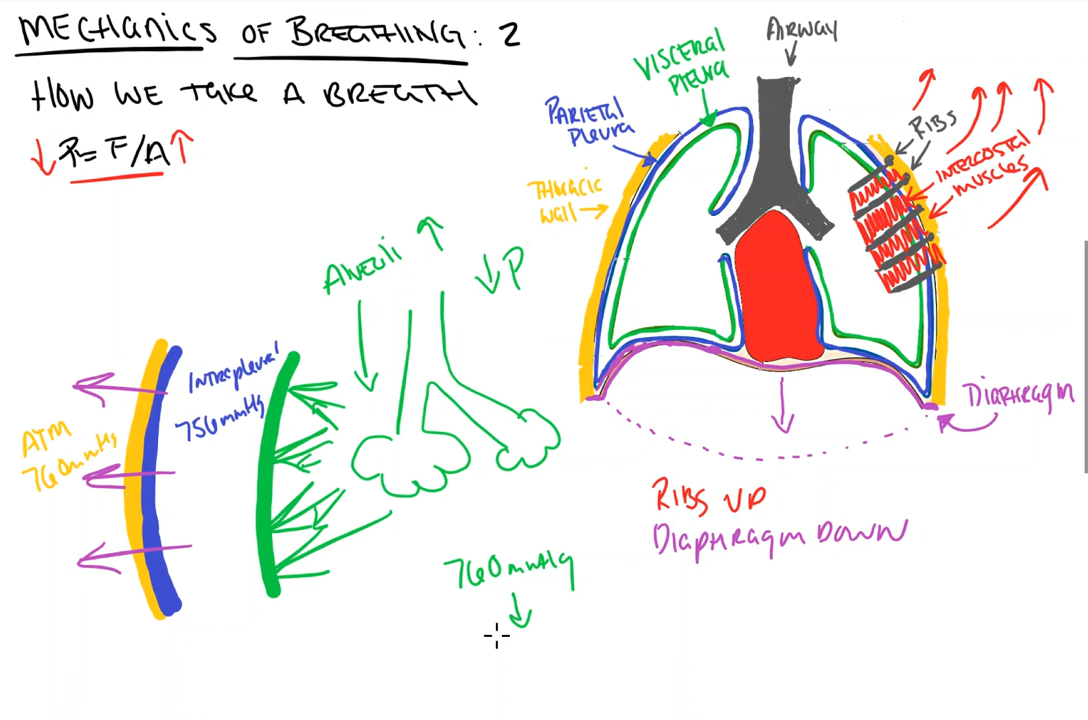 MECHANICS OF BREATHING: 2
HOW WE TAKE A BREATH
↓ P = F/A ↑
AIRWAY
VISCERAL
PLEURA
PARIETAL
PLEURA
THORACIC
WALL →
RIBS
INTERCOSTAL
MUSCLES
ALVEOLI ↑
↓ P
INTRAPLEURAL
756mmHg
ATM
760mmHg
DIAPHRAGM
RIBS UP
DIAPHRAGM DOWN
760mmHg
↓